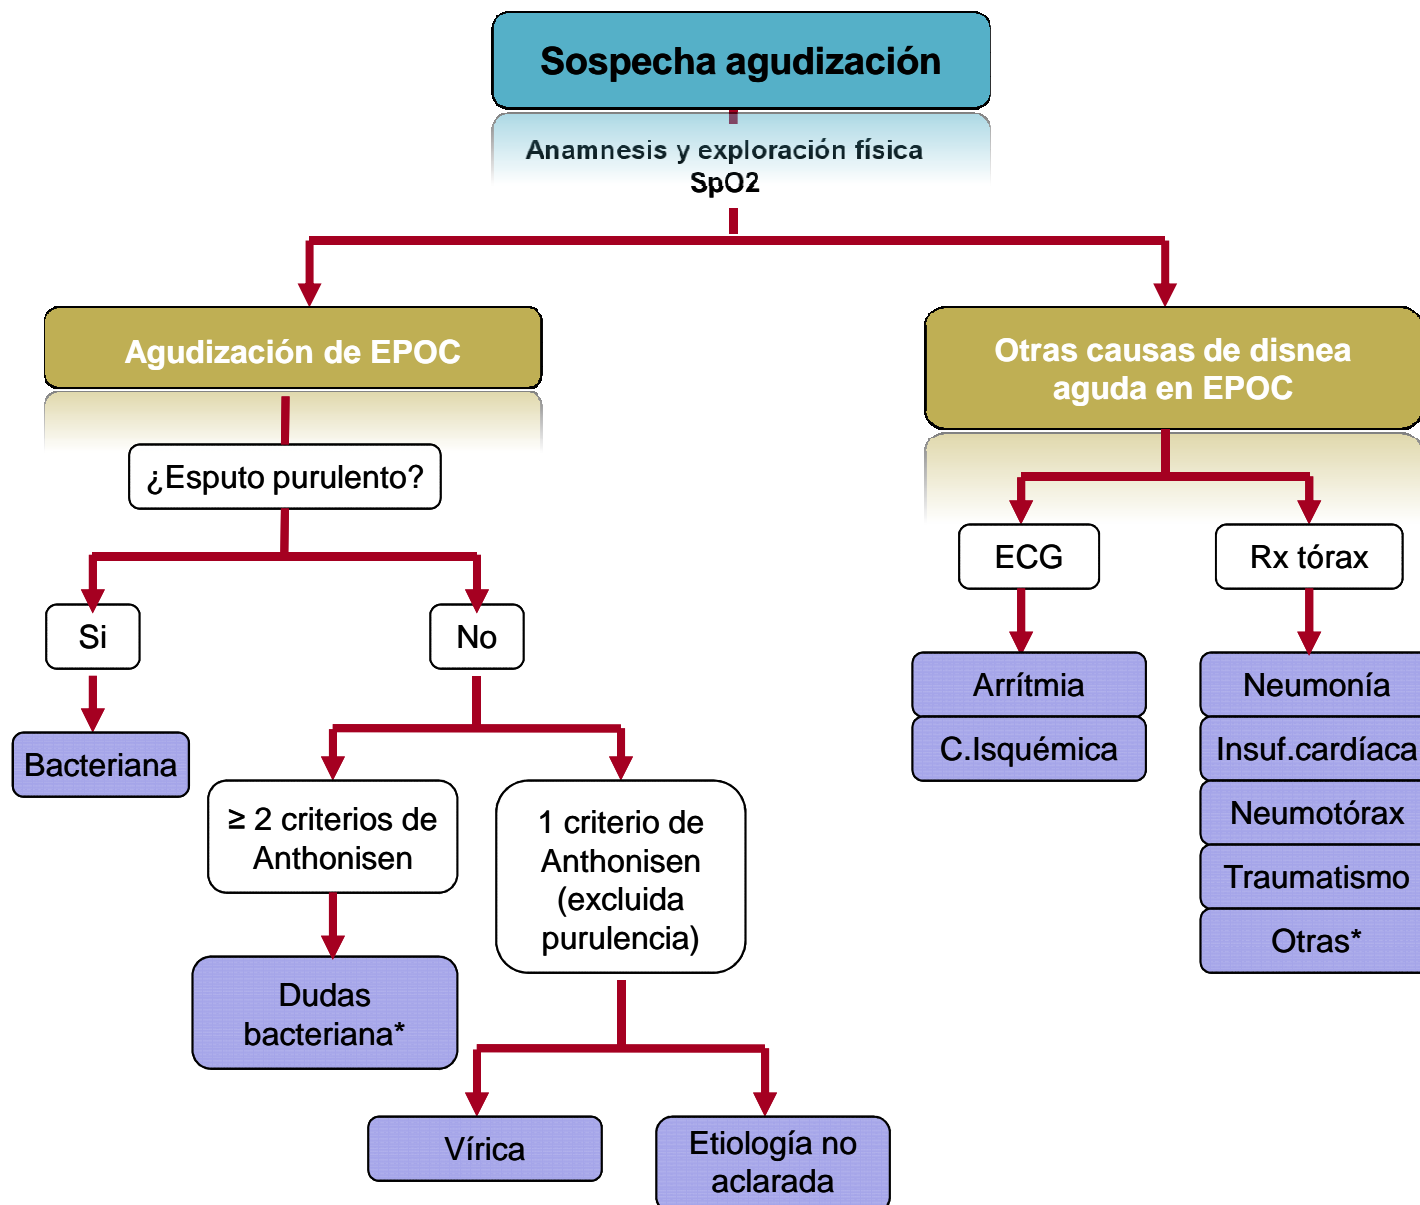 Sospecha agudización
Anamnesis y exploración física
SpO2
Agudización de EPOC
Otras causas de disnea
aguda en EPOC
¿Esputo purulento?
ECG
Rx tórax
Si
No
Arrítmia
C.Isquémica
Neumonía
Insuf.cardíaca
Neumotórax
Traumatismo
Otras*
Bacteriana
≥ 2 criterios de
Anthonisen
1 criterio de
Anthonisen
(excluida
purulencia)
Dudas
bacteriana*
Vírica
Etiología no
aclarada